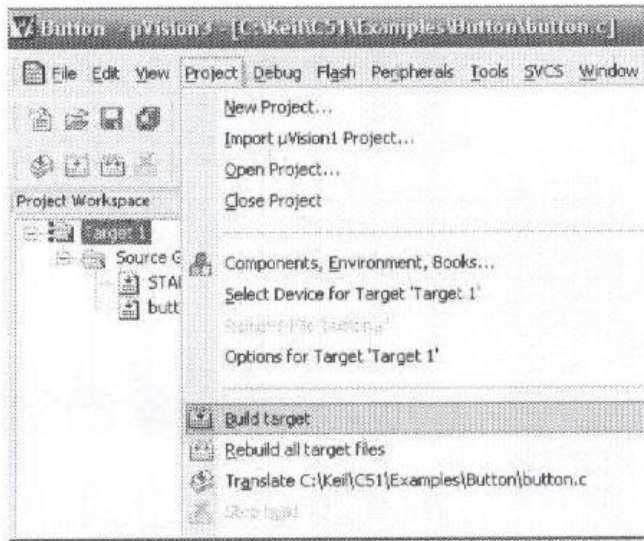 Button - µVision3 - [C:\Keil\C51\Examples\Button\button.c]
File Edit View Project Debug Flash Peripherals Tools SVCS Window
New Project...
Import µVision1 Project...
Open Project...
Close Project
Project Workspace
Target 1
Source G
STA
butt
Components, Environment, Books...
Select Device for Target 'Target 1'
Options for Target 'Target 1'
Build target
Rebuild all target files
Translate C:\Keil\C51\Examples\Button\button.c
Stop build